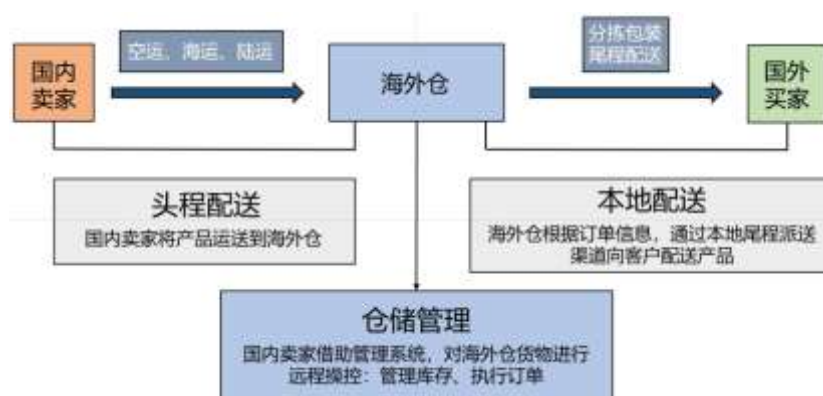 空运、海运、陆运
分拣包装
尾程配送
国内
卖家
海外仓
国外
买家
头程配送
国内卖家将产品运送到海外仓
本地配送
海外仓根据订单信息，通过本地尾程派送
渠道向客户配送产品
仓储管理
国内卖家借助管理系统，对海外仓货物进行
远程操控：管理库存、执行订单